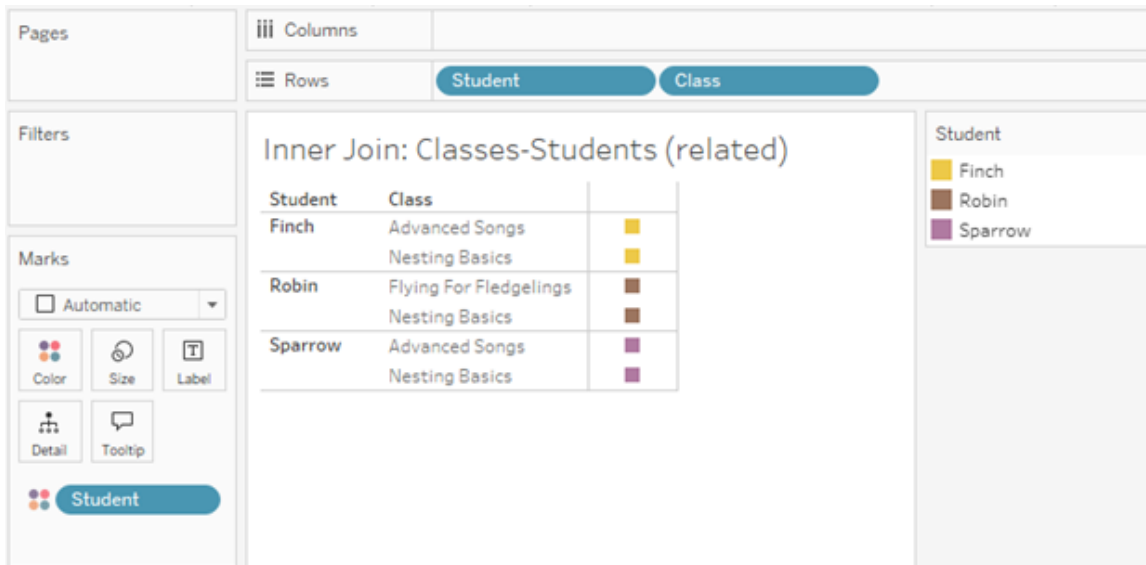 Pages
Columns
Rows
Student
Class
Filters
Inner Join: Classes-Students (related)
Student Class
Finch Advanced Songs
Nesting Basics
Robin Flying For Fledgelings
Nesting Basics
Sparrow Advanced Songs
Nesting Basics
Marks
Automatic
Color Size Label
Detail Tooltip
Student
Student
Finch
Robin
Sparrow